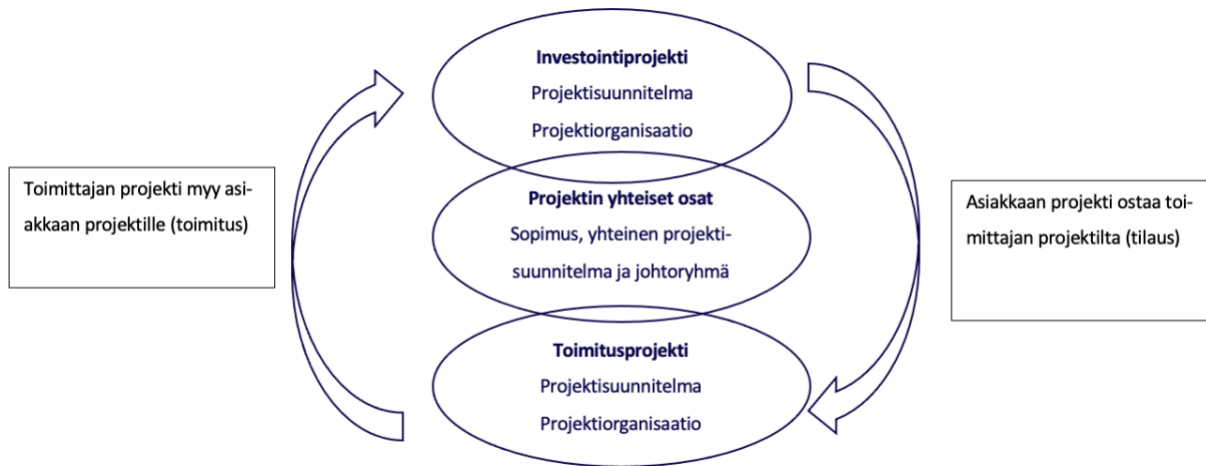 Investointiprojekti
Projektisuunnitelma
Projektiorganisaatio
Toimittajan projekti myy asi-
akkaan projektille (toimitus)
Projektin yhteiset osat
Sopimus, yhteinen projekti-
suunnitelma ja johtoryhmä
Asiakkaan projekti ostaa toi-
mittajan projektilta (tilaus)
Toimitusprojekti
Projektisuunnitelma
Projektiorganisaatio